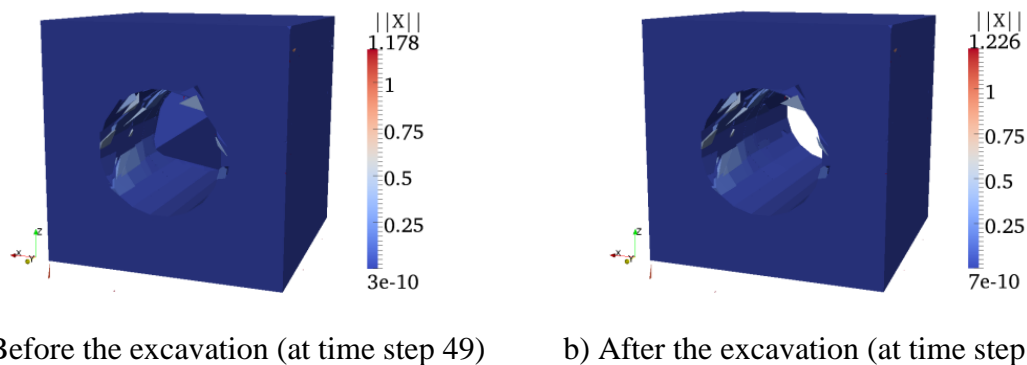 ||X||
1.178
1
0.75
0.5
0.25
3e-10
z
x
Y
||X||
1.226
1
0.75
0.5
0.25
7e-10
z
x
Y
Before the excavation (at time step 49)
b) After the excavation (at time step